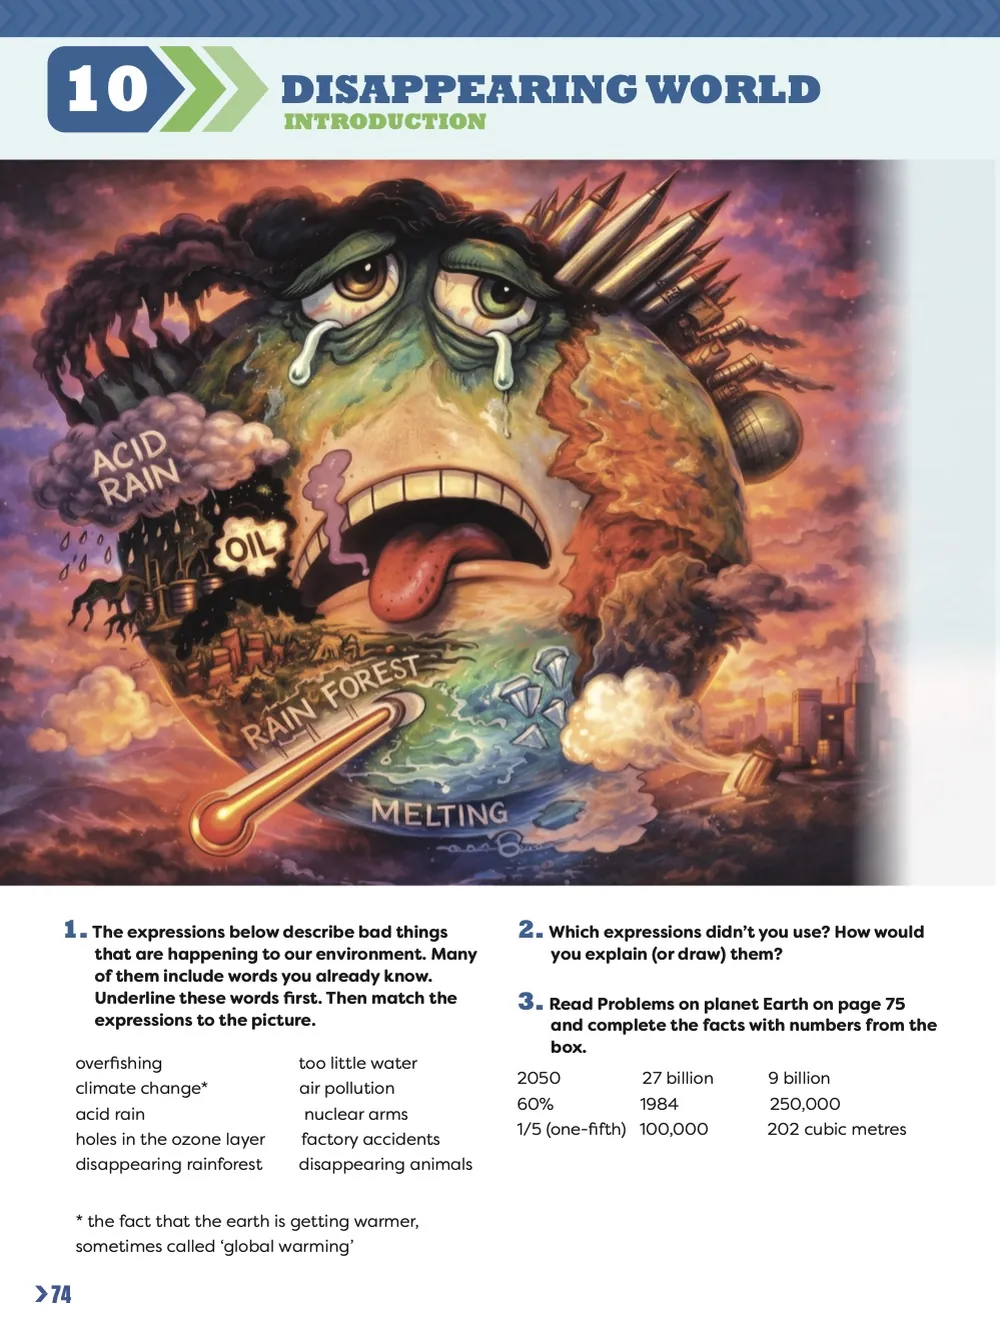 10
DISAPPEARING WORLD
INTRODUCTION
ACID
RAIN
OIL
RAIN FOREST
MELTING
1. The expressions below describe bad things
that are happening to our environment. Many
of them include words you already know.
Underline these words first. Then match the
expressions to the picture.
overfishing
climate change*
acid rain
holes in the ozone layer
disappearing rainforest
too little water
air pollution
nuclear arms
factory accidents
disappearing animals
* the fact that the earth is getting warmer,
sometimes called ‘global warming’
2. Which expressions didn’t you use? How would
you explain (or draw) them?
3. Read Problems on planet Earth on page 75
and complete the facts with numbers from the
box.
2050 27 billion 9 billion
60% 1984 250,000
1/5 (one-fifth) 100,000 202 cubic metres
74